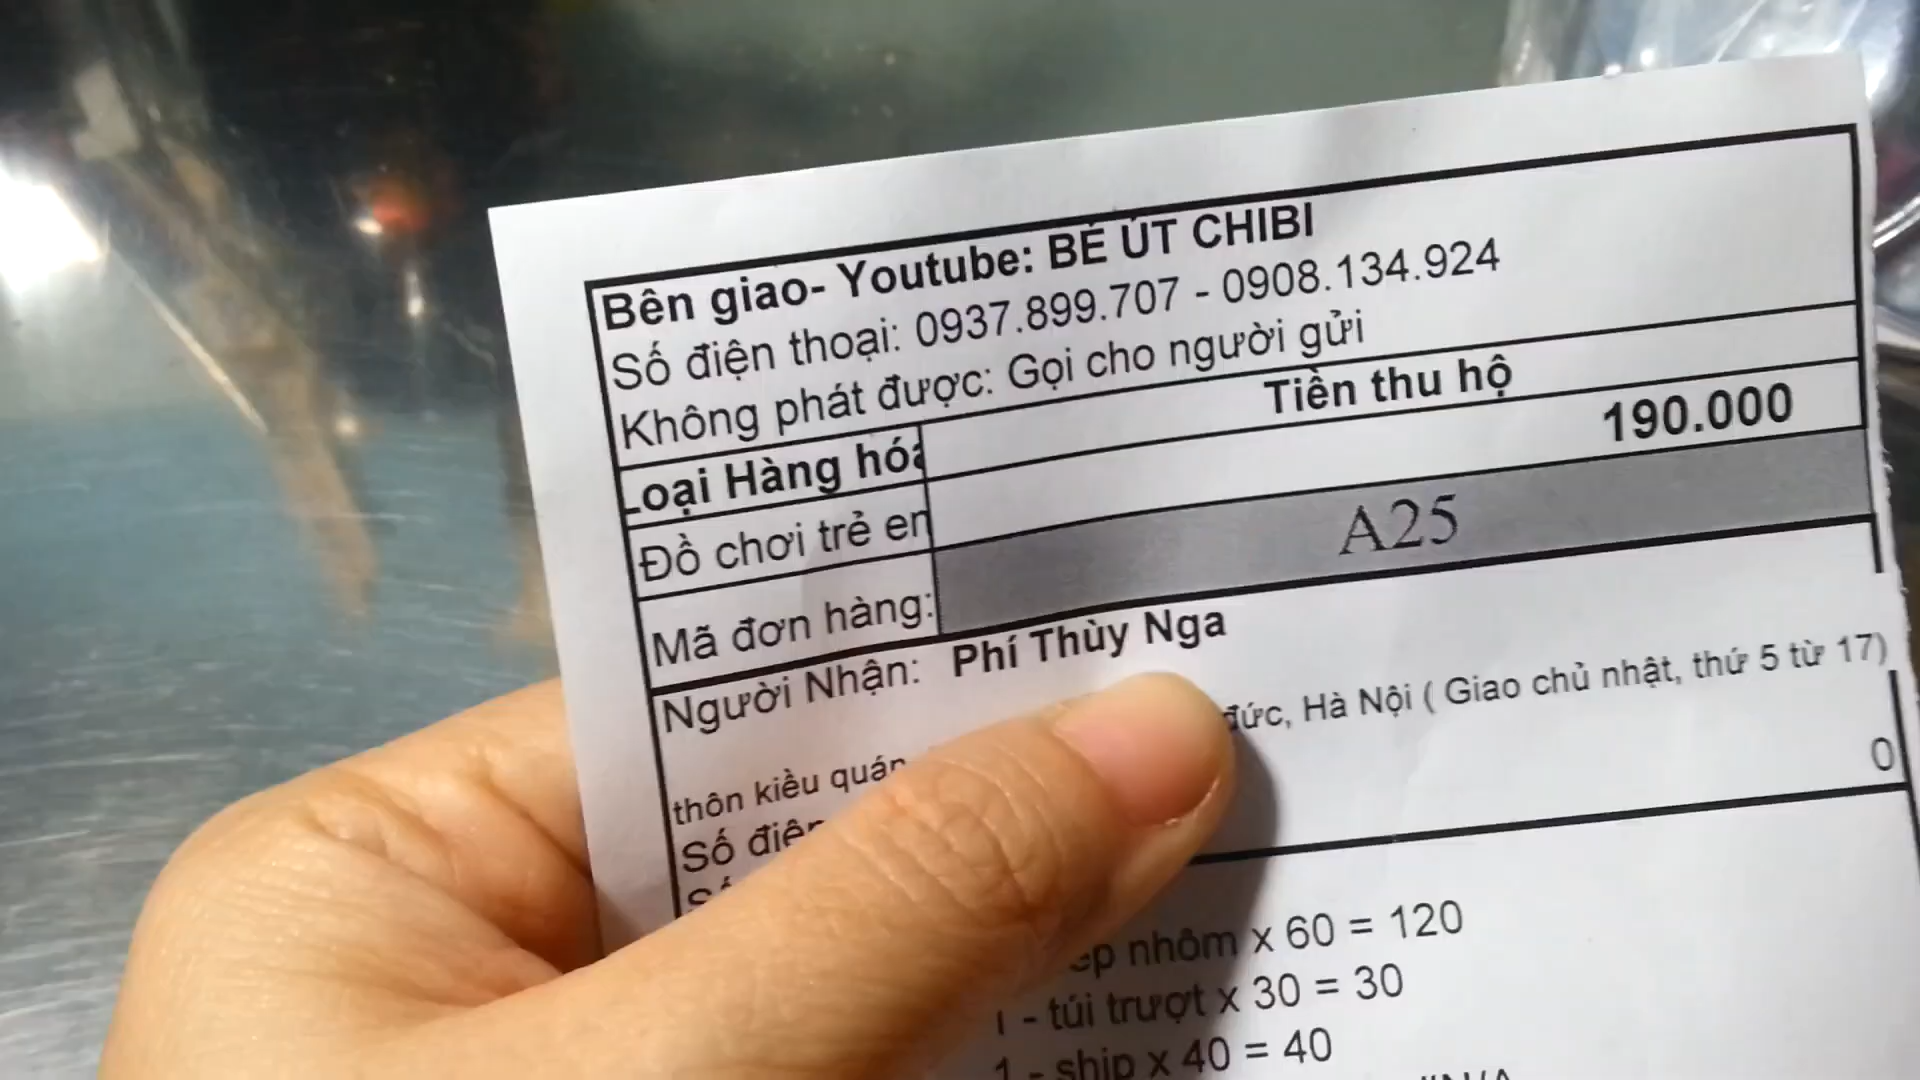 Bên giao- Youtube: BÉ ÚT CHIBI
Số điện thoại: 0937.899.707 - 0908.134.924
Không phát được: Gọi cho người gửi
Loại Hàng hóa Tiền thu hộ
Đồ chơi trẻ em 190.000
Mã đơn hàng: A25
Người Nhận: Phí Thùy Nga
thôn kiều đức, Hà Nội ( Giao chủ nhật, thứ 5 từ 17)
Số 0
nhôm x 60 = 120
1 - túi trượt x 30 = 30
1 - ship x 40 = 40